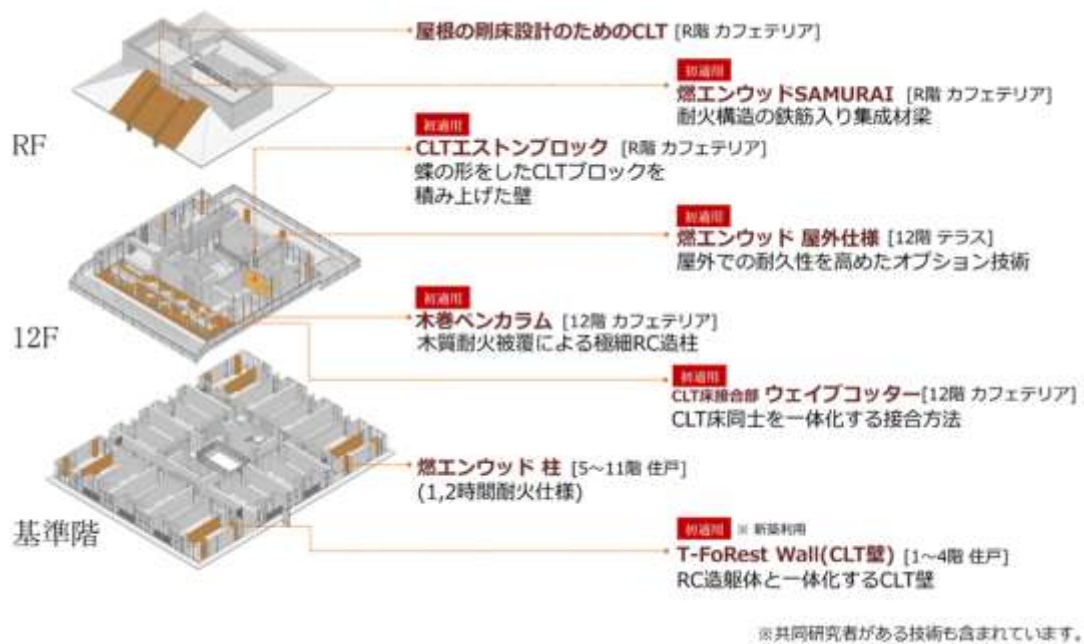 屋根の剛床設計のためのCLT [R階 カフェテリア]
初適用
燃エンウッドSAMURAI [R階 カフェテリア]
耐火構造の鉄筋入り集成材梁
RF
初適用
CLTエストンブロック [R階 カフェテリア]
蝶の形をしたCLTブロックを
積み上げた壁
初適用
燃エンウッド 屋外仕様 [12階 テラス]
屋外での耐久性を高めたオプション技術
12F
初適用
木巻ペンカラム [12階 カフェテリア]
木質耐火被覆による極細RC造柱
初適用
CLT床接合部 ウェイブコッター[12階 カフェテリア]
CLT床同士を一体化する接合方法
燃エンウッド 柱 [5～11階 住戸]
(1,2時間耐火仕様)
基準階
初適用 ※ 新築利用
T-FoRest Wall(CLT壁) [1～4階 住戸]
RC造躯体と一体化するCLT壁
※共同研究者がある技術も含まれています。